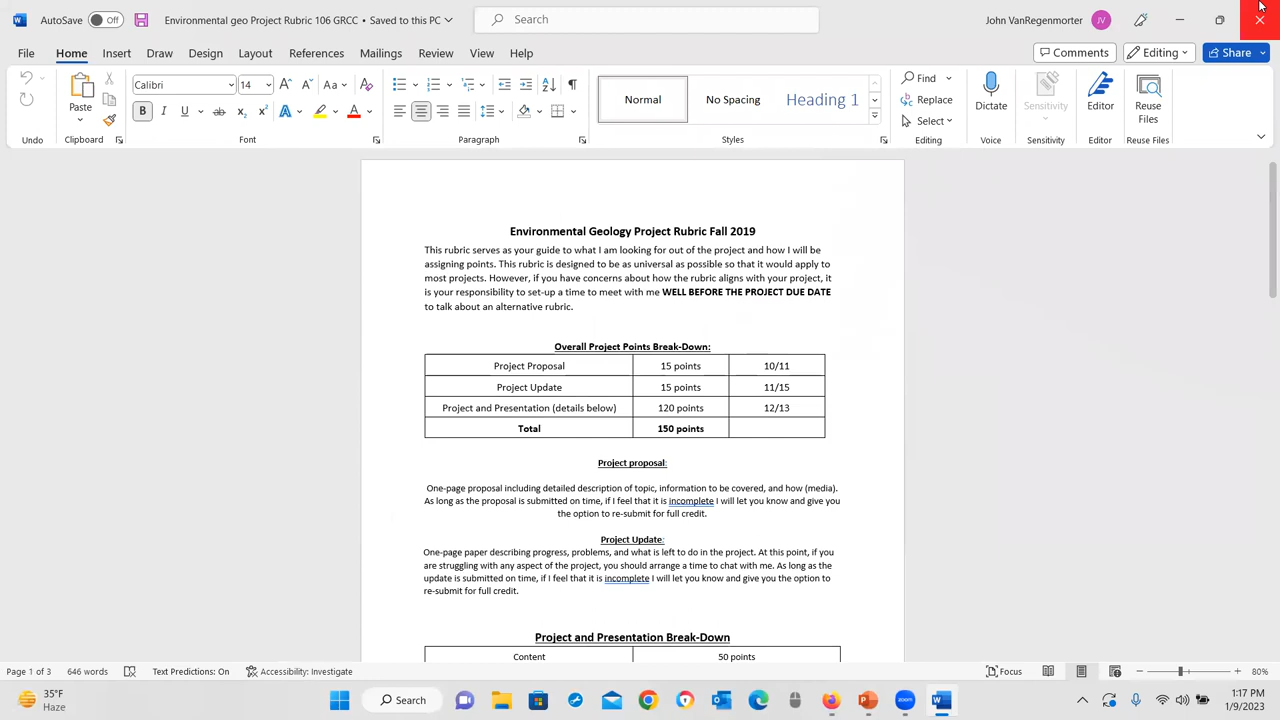 AutoSave Off Environmental geo Project Rubric 106 GRCC • Saved to this PC Search John VanRegenmorter JV
File Home Insert Draw Design Layout References Mailings Review View Help Comments Editing Share
Calibri 14 Aa Find
Paste Normal No Spacing Heading 1 Replace Dictate Sensitivity Editor Reuse Files
B I U ab x₂ x² A A Select
Undo Clipboard Font Paragraph Styles Editing Voice Sensitivity Editor Reuse Files
Environmental Geology Project Rubric Fall 2019
This rubric serves as your guide to what I am looking for out of the project and how I will be
assigning points. This rubric is designed to be as universal as possible so that it would apply to
most projects. However, if you have concerns about how the rubric aligns with your project, it
is your responsibility to set-up a time to meet with me WELL BEFORE THE PROJECT DUE DATE
to talk about an alternative rubric.
Overall Project Points Break-Down:
Project Proposal 15 points 10/11
Project Update 15 points 11/15
Project and Presentation (details below) 120 points 12/13
Total 150 points
Project proposal:
One-page proposal including detailed description of topic, information to be covered, and how (media).
As long as the proposal is submitted on time, if I feel that it is incomplete I will let you know and give you
the option to re-submit for full credit.
Project Update:
One-page paper describing progress, problems, and what is left to do in the project. At this point, if you
are struggling with any aspect of the project, you should arrange a time to chat with me. As long as the
update is submitted on time, if I feel that it is incomplete I will let you know and give you the option to
re-submit for full credit.
Project and Presentation Break-Down
Content 50 points
Page 1 of 3 646 words Text Predictions: On Accessibility: Investigate Focus 80%
35°F Search zoom 1:17 PM
Haze 1/9/2023